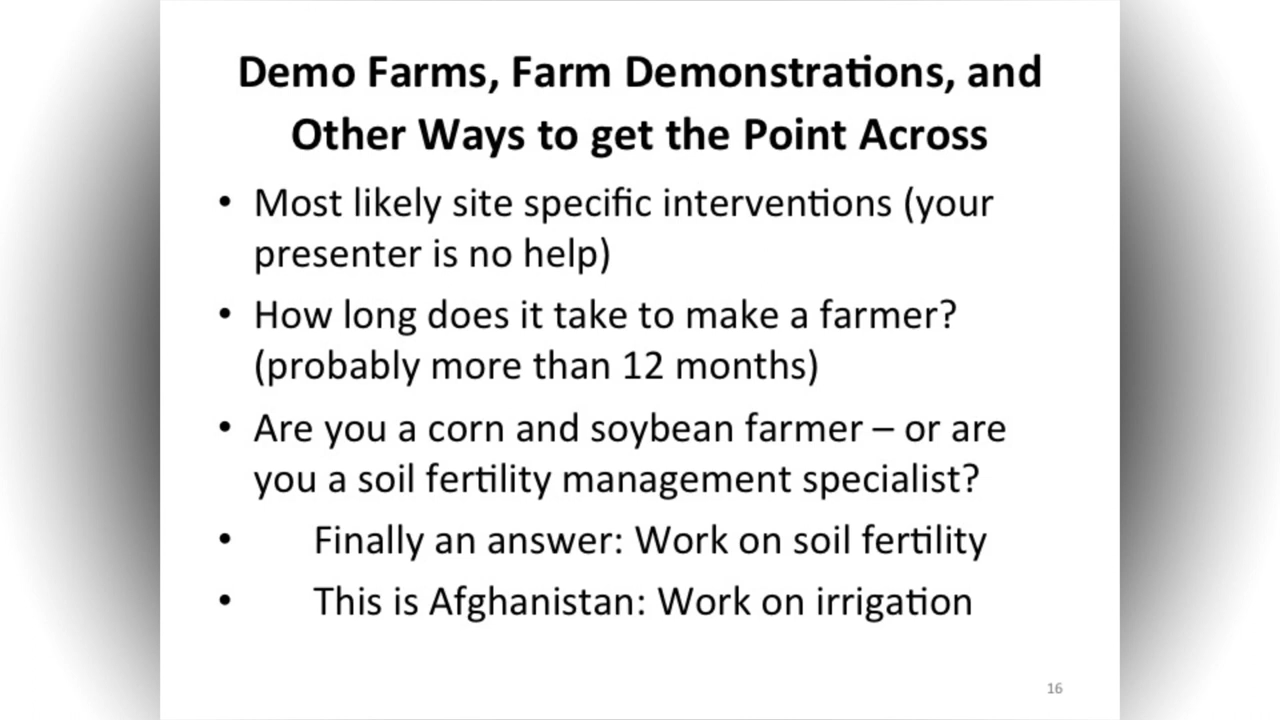 Demo Farms, Farm Demonstrations, and
Other Ways to get the Point Across
• Most likely site specific interventions (your
presenter is no help)
• How long does it take to make a farmer?
(probably more than 12 months)
• Are you a corn and soybean farmer – or are
you a soil fertility management specialist?
• Finally an answer: Work on soil fertility
• This is Afghanistan: Work on irrigation
16